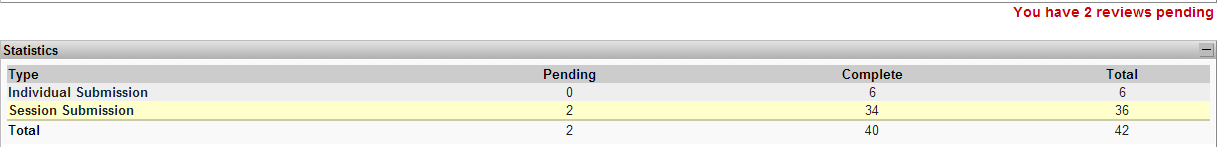 You have 2 reviews pending
Statistics
Type Pending Complete Total
Individual Submission 0 6 6
Session Submission 2 34 36
Total 2 40 42